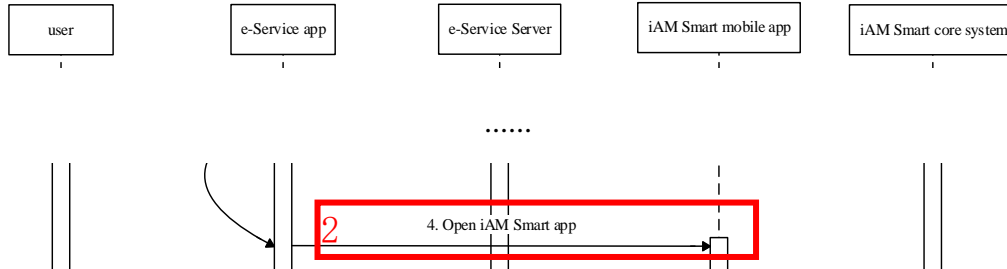 user
e-Service app
e-Service Server
iAM Smart mobile app
iAM Smart core system
......
2
4. Open iAM Smart app